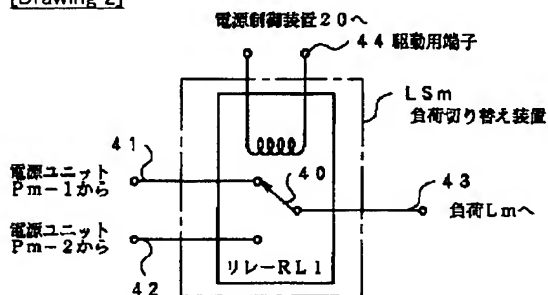 [Drawing 2]
電源制御装置20へ
44 駆動用端子
LSm
負荷切り替え装置
41
電源ユニット
Pm-1から
40
43
負荷Lmへ
電源ユニット
Pm-2から
42
リレーRL1